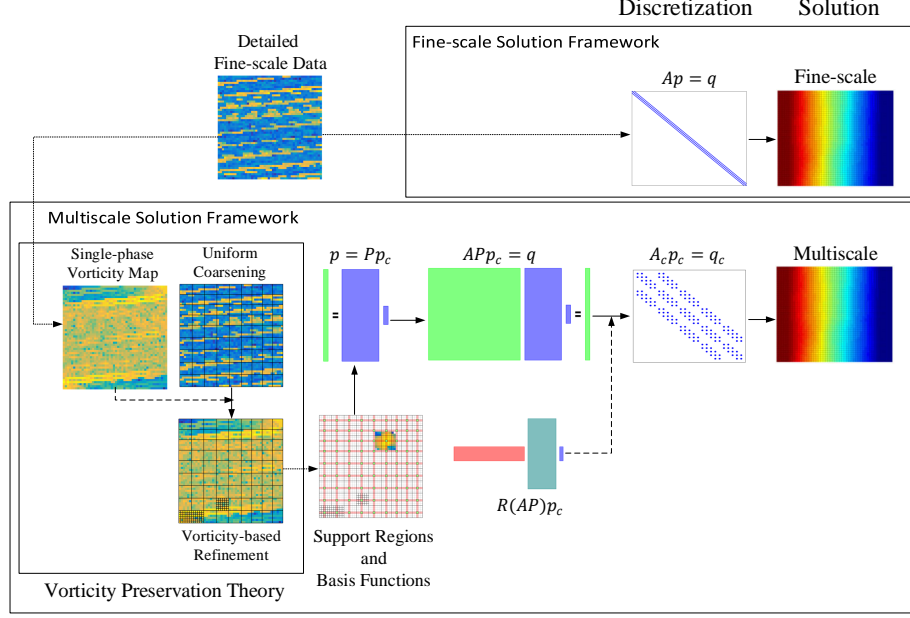 Discretization Solution
Fine-scale Solution Framework
Detailed
Fine-scale Data
Ap = q
Fine-scale
Multiscale Solution Framework
Single-phase
Vorticity Map
Uniform
Coarsening
p = Pp_c
APp_c = q
A_c p_c = q_c
Multiscale
=
=
R(AP)p_c
Vorticity-based
Refinement
Support Regions
and
Basis Functions
Vorticity Preservation Theory